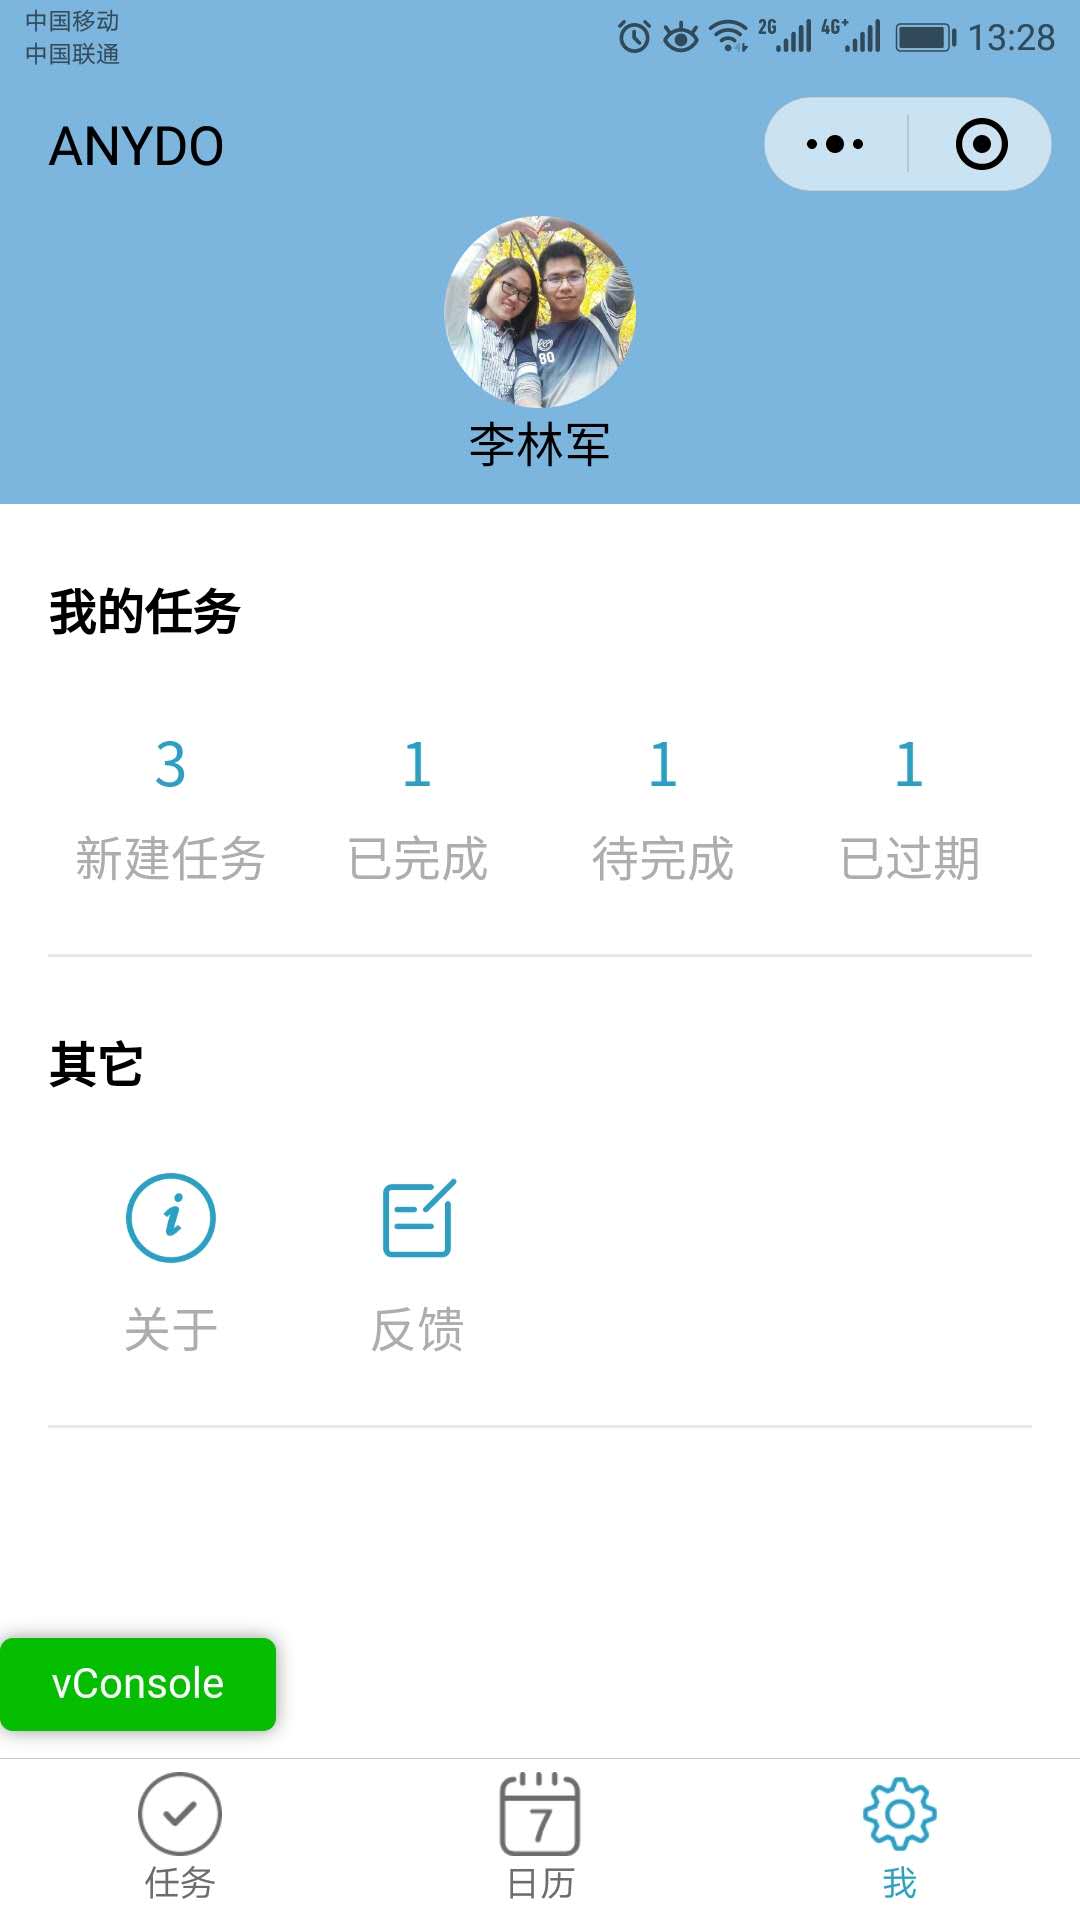 中国移动
中国联通
2G 4G+ 13:28
ANYDO
80
李林军
我的任务
3 1 1 1
新建任务 已完成 待完成 已过期
其它
关于 反馈
vConsole
7
任务 日历 我